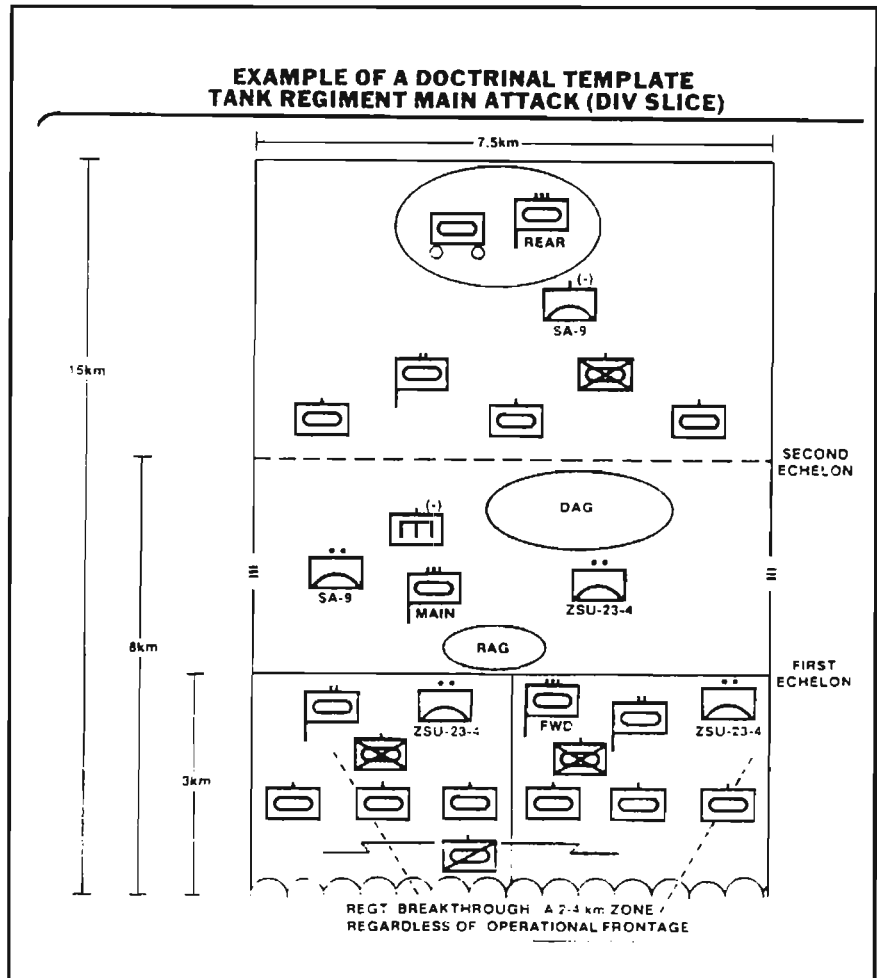 EXAMPLE OF A DOCTRINAL TEMPLATE
TANK REGIMENT MAIN ATTACK (DIV SLICE)
7.5km
REAR
(-)
SA-9
15km
SECOND
ECHELON
DAG
(-)
SA-9
MAIN
ZSU-23-4
8km
RAG
FIRST
ECHELON
ZSU-23-4
FWD
ZSU-23-4
3km
REGT BREAKTHROUGH A 2-4 km ZONE
REGARDLESS OF OPERATIONAL FRONTAGE